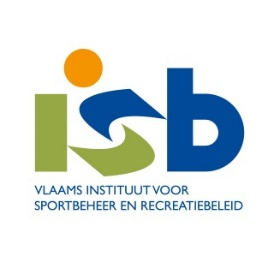 isb
VLAAMS INSTITUUT VOOR
SPORTBEHEER EN RECREATIEBELEID